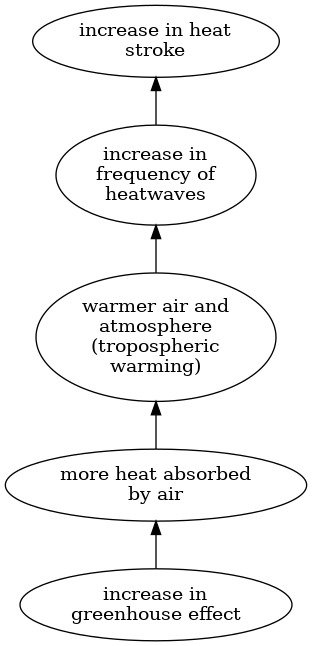 increase in heat
stroke
increase in
frequency of
heatwaves
warmer air and
atmosphere
(tropospheric
warming)
more heat absorbed
by air
increase in
greenhouse effect